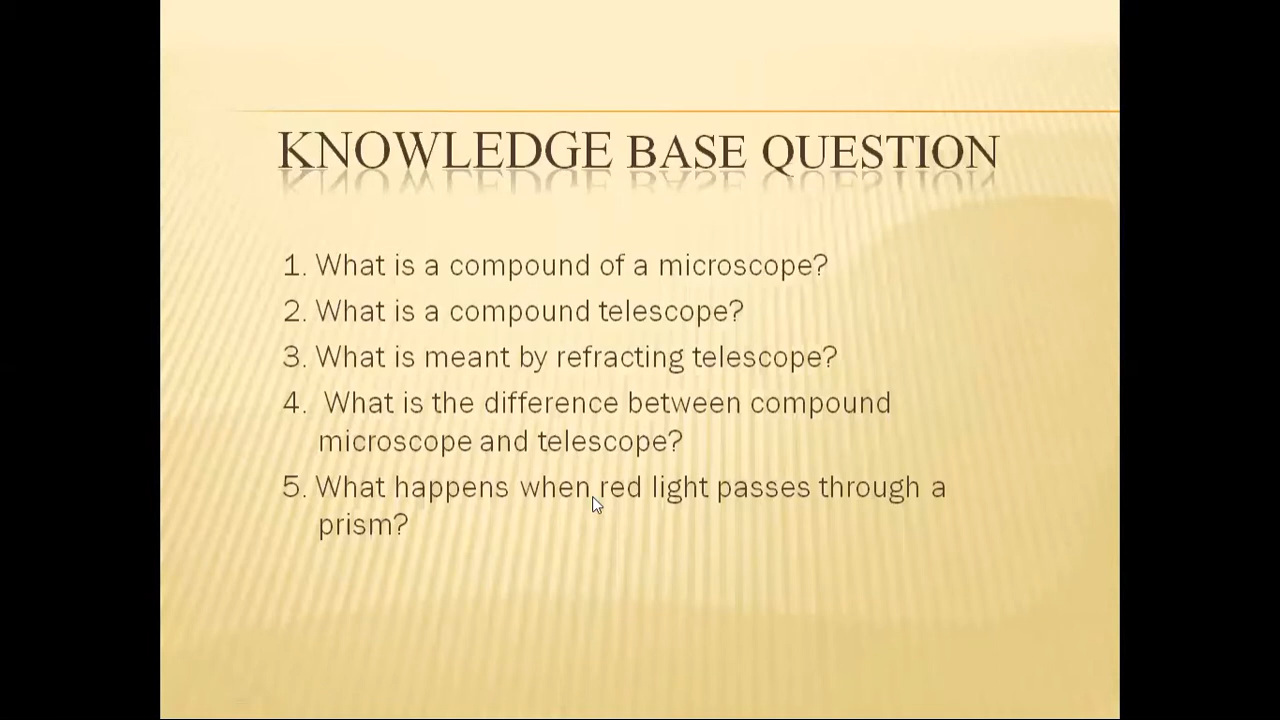 KNOWLEDGE BASE QUESTION
1. What is a compound of a microscope?
2. What is a compound telescope?
3. What is meant by refracting telescope?
4. What is the difference between compound
microscope and telescope?
5. What happens when red light passes through a
prism?